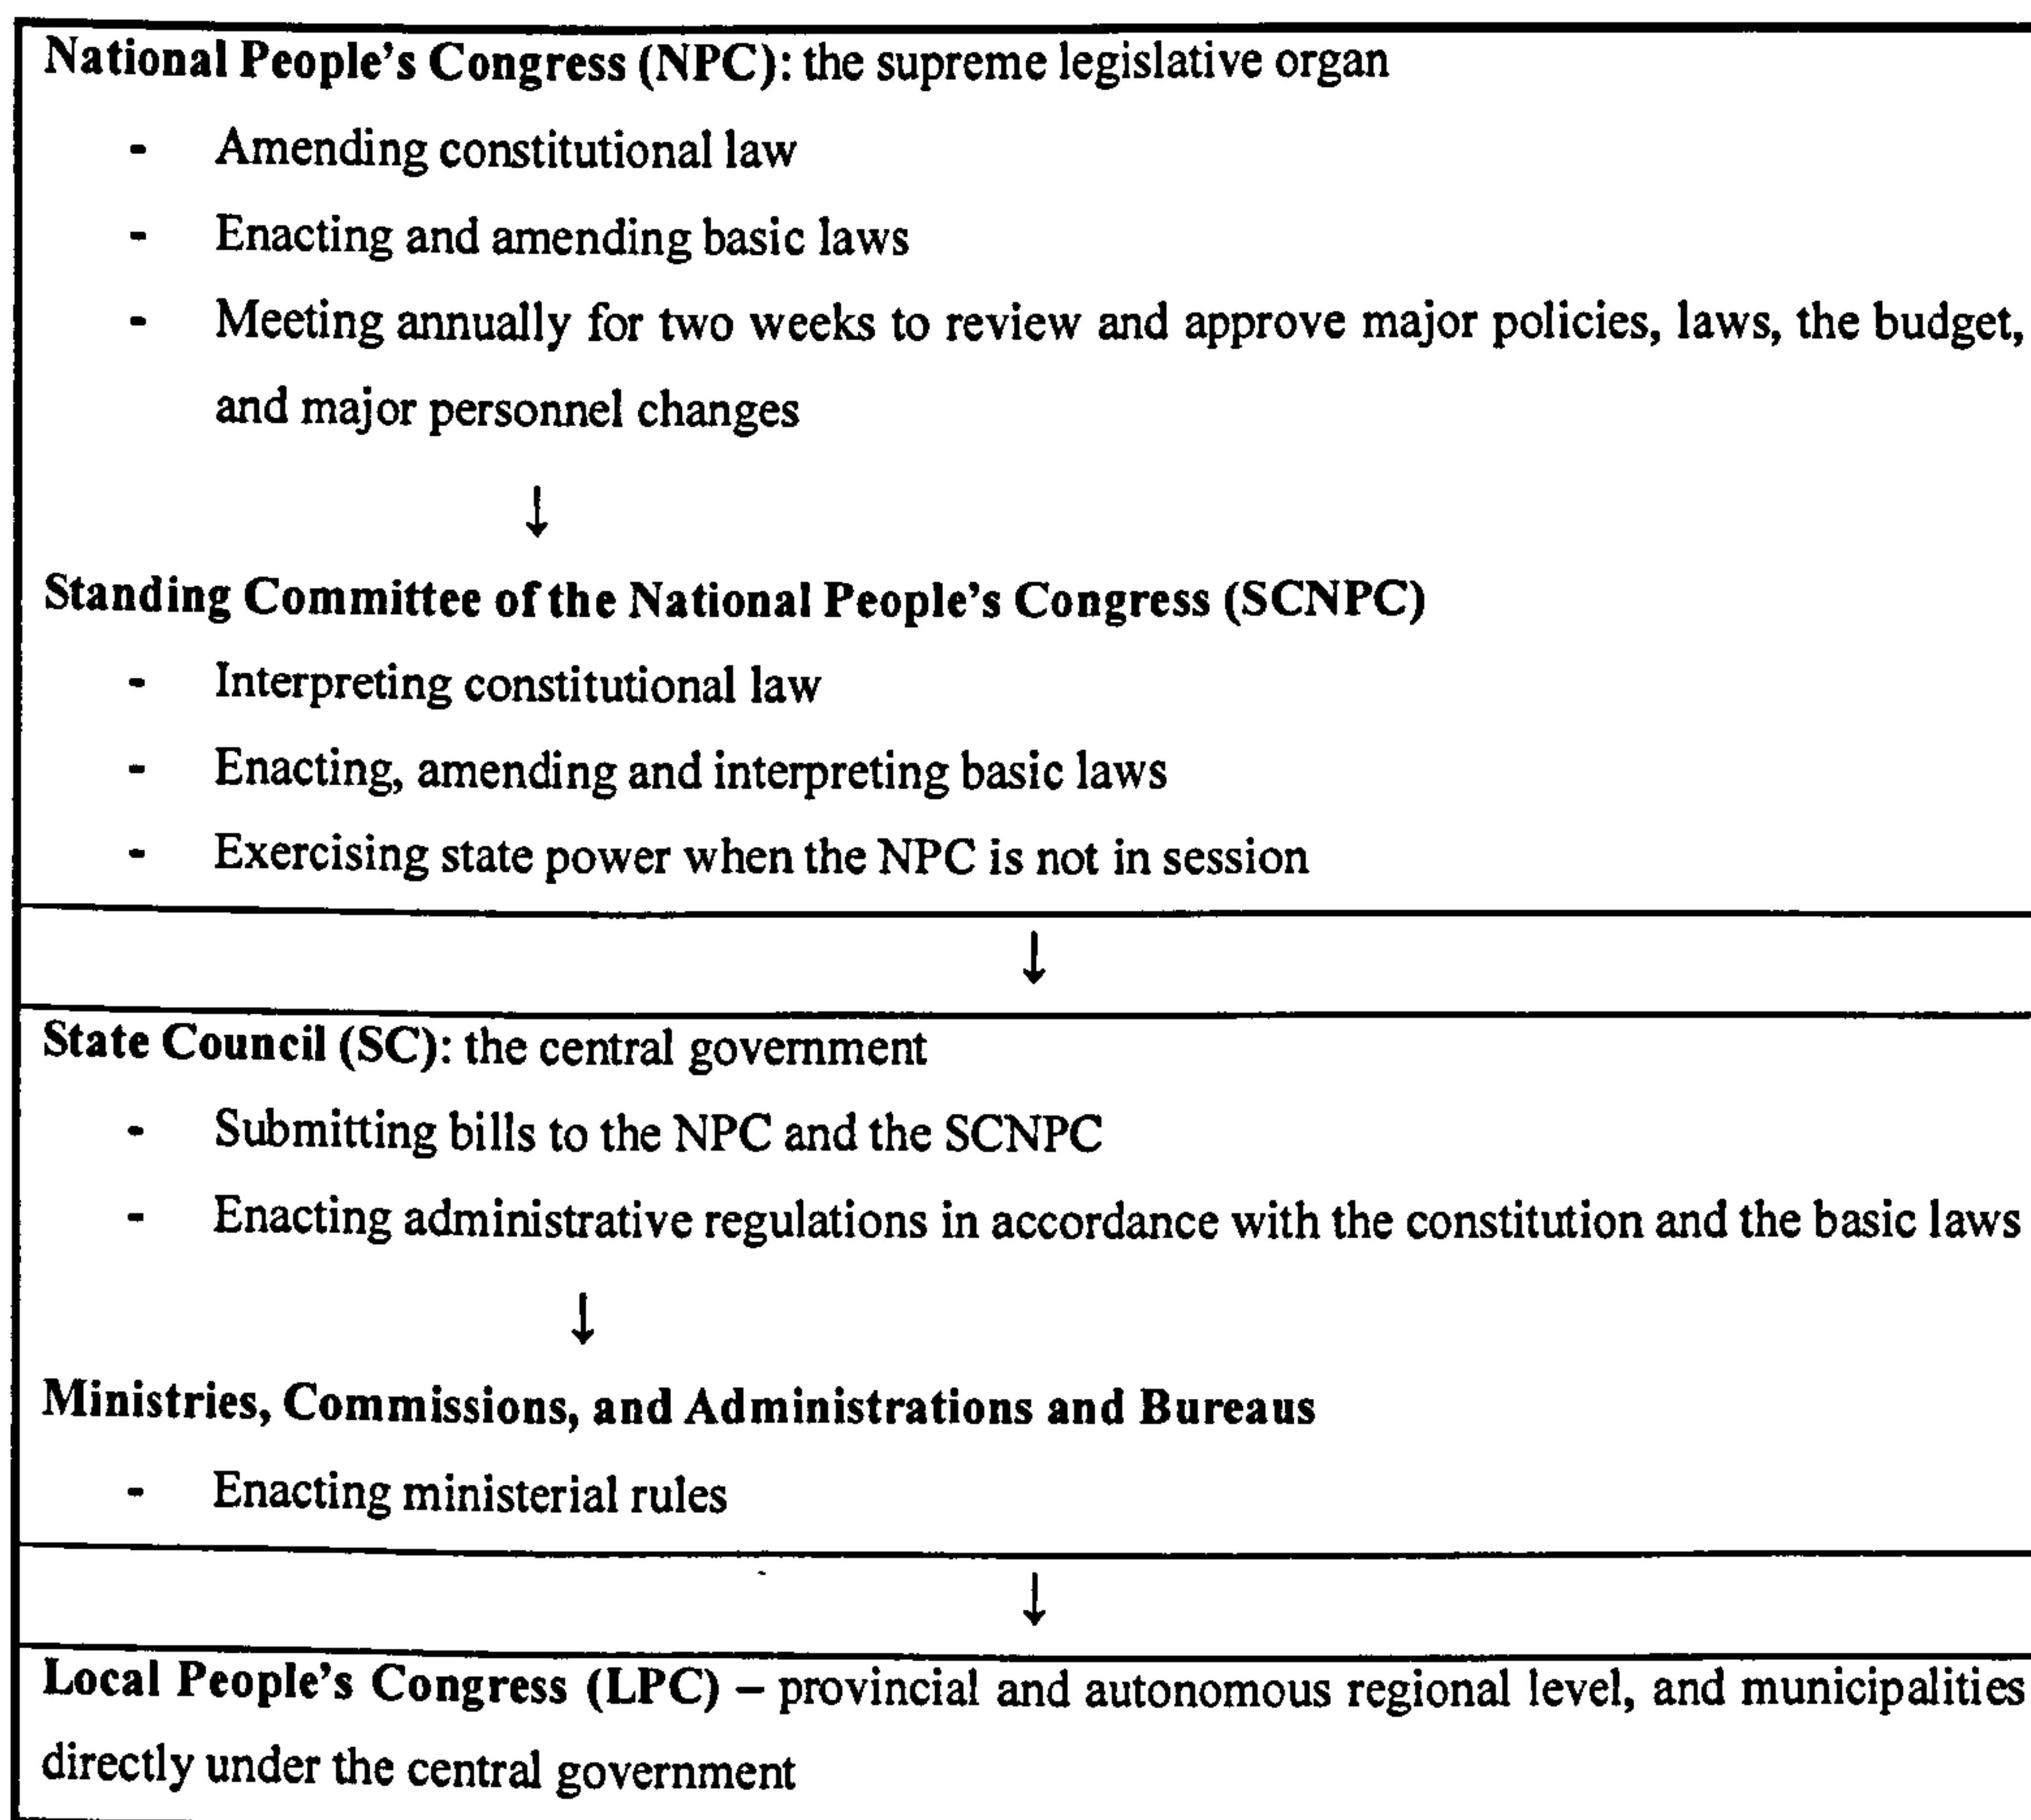 National People's Congress (NPC): the supreme legislative organ
- Amending constitutional law
- Enacting and amending basic laws
- Meeting annually for two weeks to review and approve major policies, laws, the budget,
and major personnel changes
↓
Standing Committee of the National People's Congress (SCNPC)
- Interpreting constitutional law
- Enacting, amending and interpreting basic laws
- Exercising state power when the NPC is not in session
↓
State Council (SC): the central government
- Submitting bills to the NPC and the SCNPC
- Enacting administrative regulations in accordance with the constitution and the basic laws
↓
Ministries, Commissions, and Administrations and Bureaus
- Enacting ministerial rules
↓
Local People's Congress (LPC) – provincial and autonomous regional level, and municipalities
directly under the central government